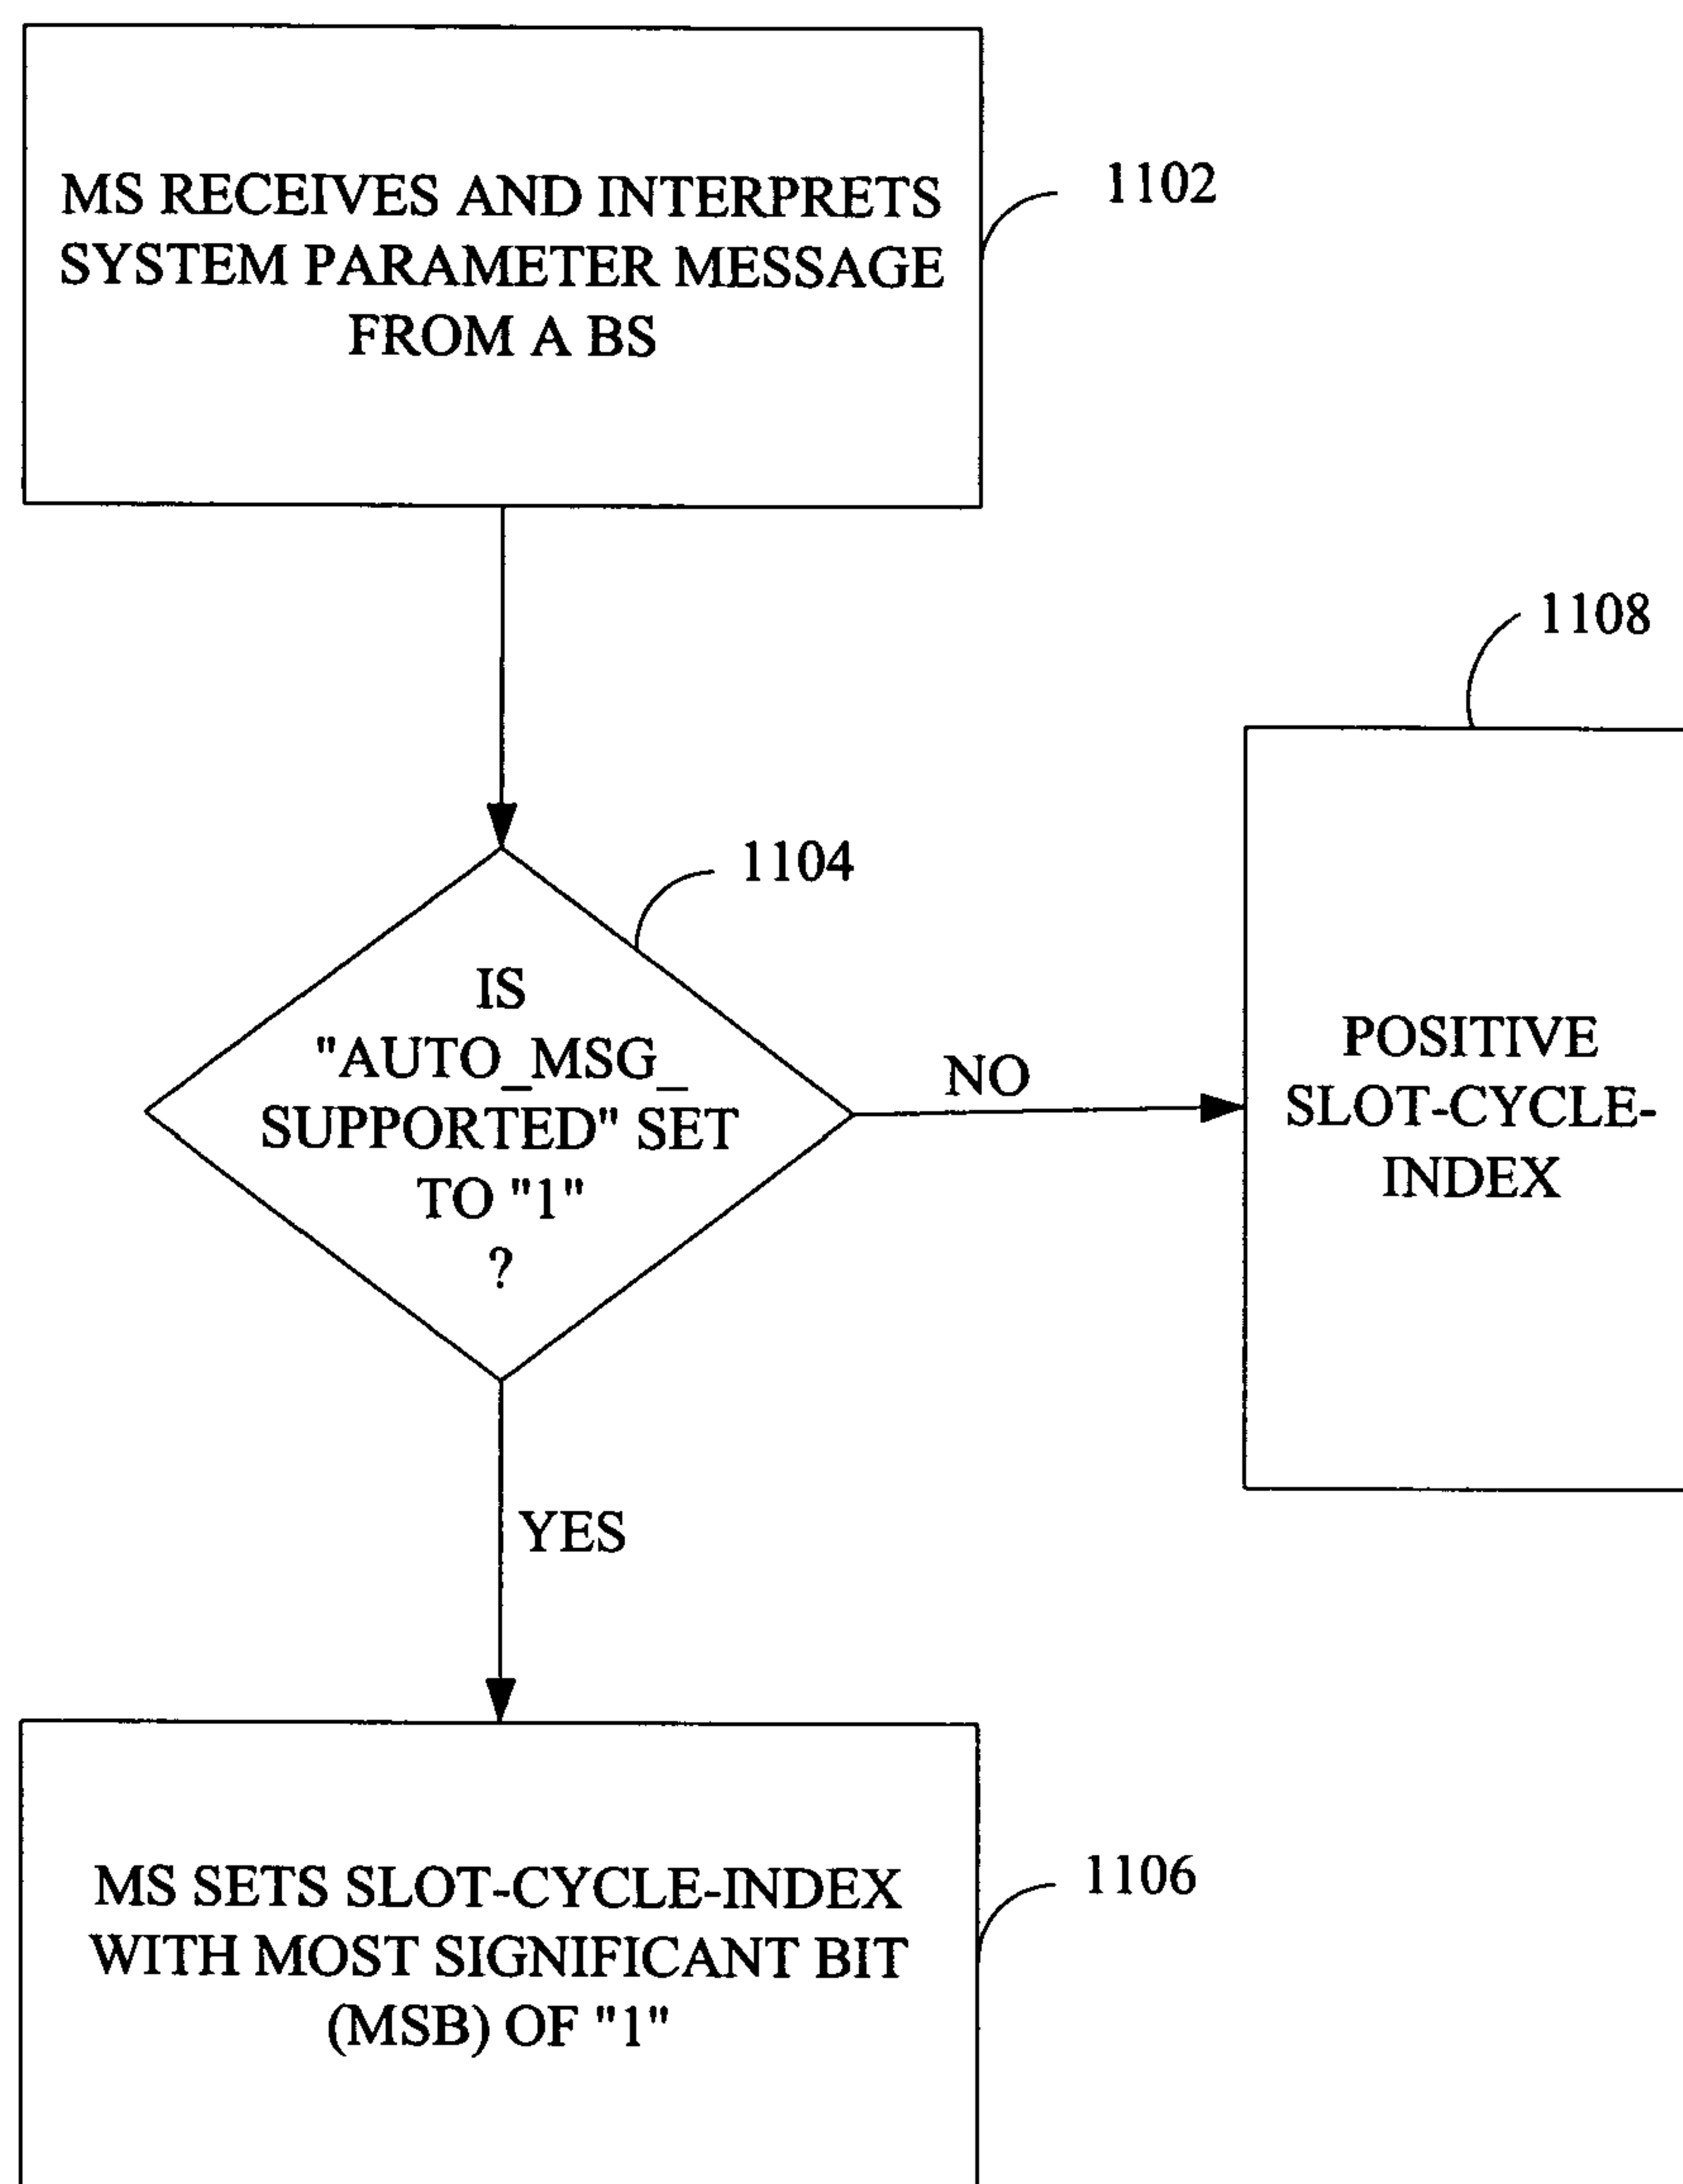 MS RECEIVES AND INTERPRETS
SYSTEM PARAMETER MESSAGE
FROM A BS
1102
1108
1104
IS
"AUTO_MSG_
SUPPORTED" SET
TO "1"
?
NO
POSITIVE
SLOT-CYCLE-
INDEX
YES
MS SETS SLOT-CYCLE-INDEX
WITH MOST SIGNIFICANT BIT
(MSB) OF "1"
1106